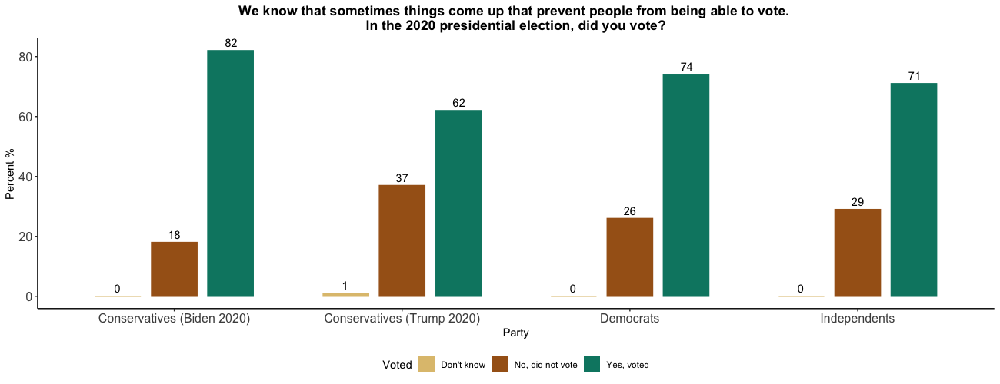 We know that sometimes things come up that prevent people from being able to vote.
In the 2020 presidential election, did you vote?
Percent %
80
60
40
20
0
0
18
82
1
37
62
0
26
74
0
29
71
Conservatives (Biden 2020)
Conservatives (Trump 2020)
Democrats
Independents
Party
Voted
Don't know
No, did not vote
Yes, voted